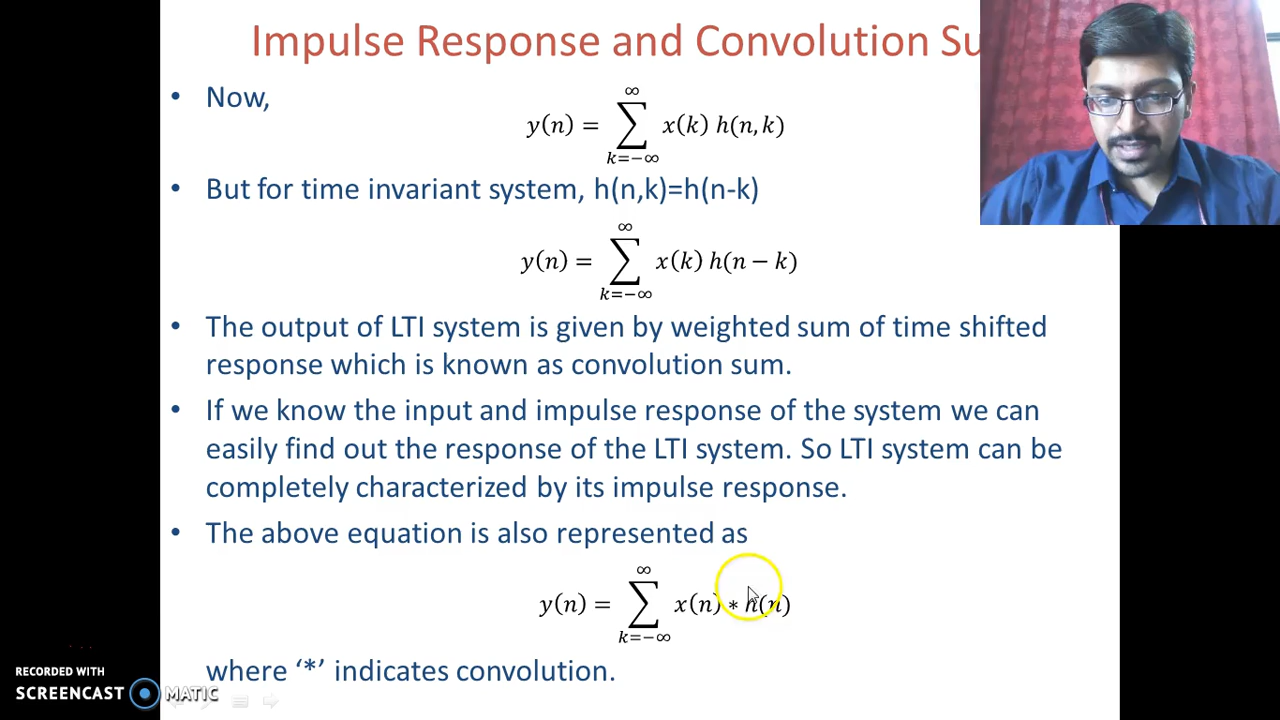 Impulse Response and Convolution Su
• Now,
y(n) = ∑_{k=−∞}^{∞} x(k) h(n, k)
• But for time invariant system, h(n,k)=h(n-k)
y(n) = ∑_{k=−∞}^{∞} x(k) h(n − k)
• The output of LTI system is given by weighted sum of time shifted
response which is known as convolution sum.
• If we know the input and impulse response of the system we can
easily find out the response of the LTI system. So LTI system can be
completely characterized by its impulse response.
• The above equation is also represented as
y(n) = ∑_{k=−∞}^{∞} x(n) * h(n)
where ‘*’ indicates convolution.
RECORDED WITH
SCREENCAST MATIC